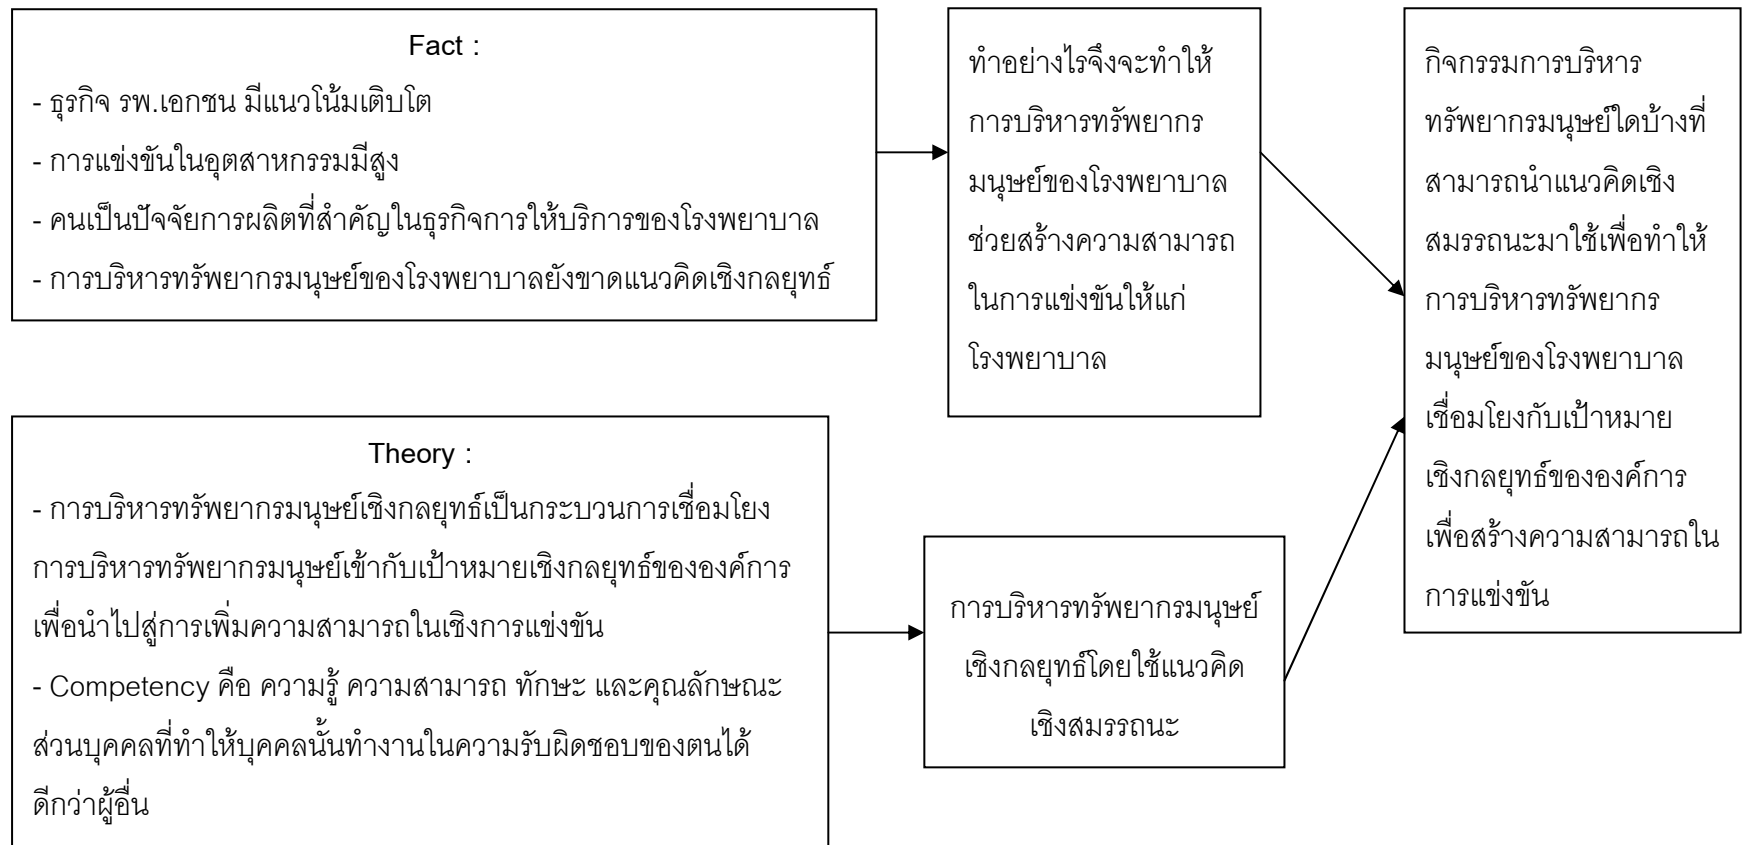 Fact :
- ธุรกิจ รพ.เอกชน มีแนวโน้มเติบโต
- การแข่งขันในอุตสาหกรรมมีสูง
- คนเป็นปัจจัยการผลิตที่สำคัญในธุรกิจการให้บริการของโรงพยาบาล
- การบริหารทรัพยากรมนุษย์ของโรงพยาบาลยังขาดแนวคิดเชิงกลยุทธ์
ทำอย่างไรจึงจะทำให้
การบริหารทรัพยากร
มนุษย์ของโรงพยาบาล
ช่วยสร้างความสามารถ
ในการแข่งขันให้แก่
โรงพยาบาล
Theory :
- การบริหารทรัพยากรมนุษย์เชิงกลยุทธ์เป็นกระบวนการเชื่อมโยง
การบริหารทรัพยากรมนุษย์เข้ากับเป้าหมายเชิงกลยุทธ์ขององค์การ
เพื่อนำไปสู่การเพิ่มความสามารถในเชิงการแข่งขัน
- Competency คือ ความรู้ ความสามารถ ทักษะ และคุณลักษณะ
ส่วนบุคคลที่ทำให้บุคคลนั้นทำงานในความรับผิดชอบของตนได้
ดีกว่าผู้อื่น
การบริหารทรัพยากรมนุษย์
เชิงกลยุทธ์โดยใช้แนวคิด
เชิงสมรรถนะ
กิจกรรมการบริหาร
ทรัพยากรมนุษย์ใดบ้างที่
สามารถนำแนวคิดเชิง
สมรรถนะมาใช้เพื่อทำให้
การบริหารทรัพยากร
มนุษย์ของโรงพยาบาล
เชื่อมโยงกับเป้าหมาย
เชิงกลยุทธ์ขององค์การ
เพื่อสร้างความสามารถใน
การแข่งขัน